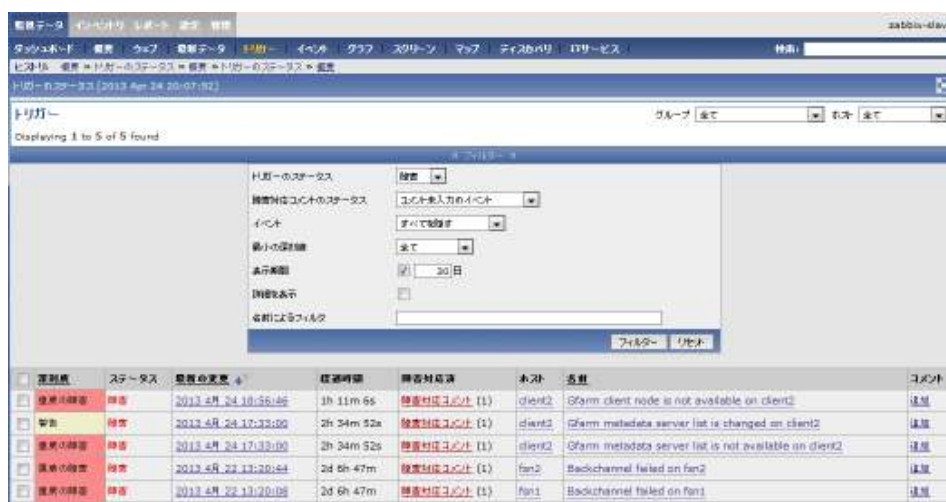 監視データ インベントリ レポート 設定 管理
zabbix-slav
ダッシュボード 概要 ウェブ 最新データ トリガー イベント グラフ スクリーン マップ ディスカバリ ITサービス 検索:
ヒストリ: 概要 » トリガーのステータス » 概要 » トリガーのステータス » 概要
トリガーのステータス [2013 Apr 24 20:07:52]
トリガー
グループ 全て ホスト 全て
Displaying 1 to 5 of 5 found
フィルター
トリガーのステータス 障害
障害対応コメントのステータス コメント未入力のイベント
イベント すべて
最小の深刻度 全て
表示期間 30 日
詳細を表示
名前によるフィルタ
フィルター リセット
深刻度 ステータス 最新の変更 経過時間 障害対応済 ホスト 名前 コメント
重度の障害 障害 2013 4月 24 18:56:46 1h 11m 6s 障害対応コメント (1) client2 Gfarm client node is not available on client2 追加
警告 障害 2013 4月 24 17:33:00 2h 34m 52s 障害対応コメント (1) client2 Gfarm metadata server list is changed on client2 追加
重度の障害 障害 2013 4月 24 17:33:00 2h 34m 52s 障害対応コメント (1) client2 Gfarm metadata server list is not available on client2 追加
重度の障害 障害 2013 4月 22 13:20:44 2d 6h 47m 障害対応コメント (1) fsn2 Backchannel failed on fsn2 追加
重度の障害 障害 2013 4月 22 13:20:08 2d 6h 47m 障害対応コメント (1) fsn1 Backchannel failed on fsn1 追加